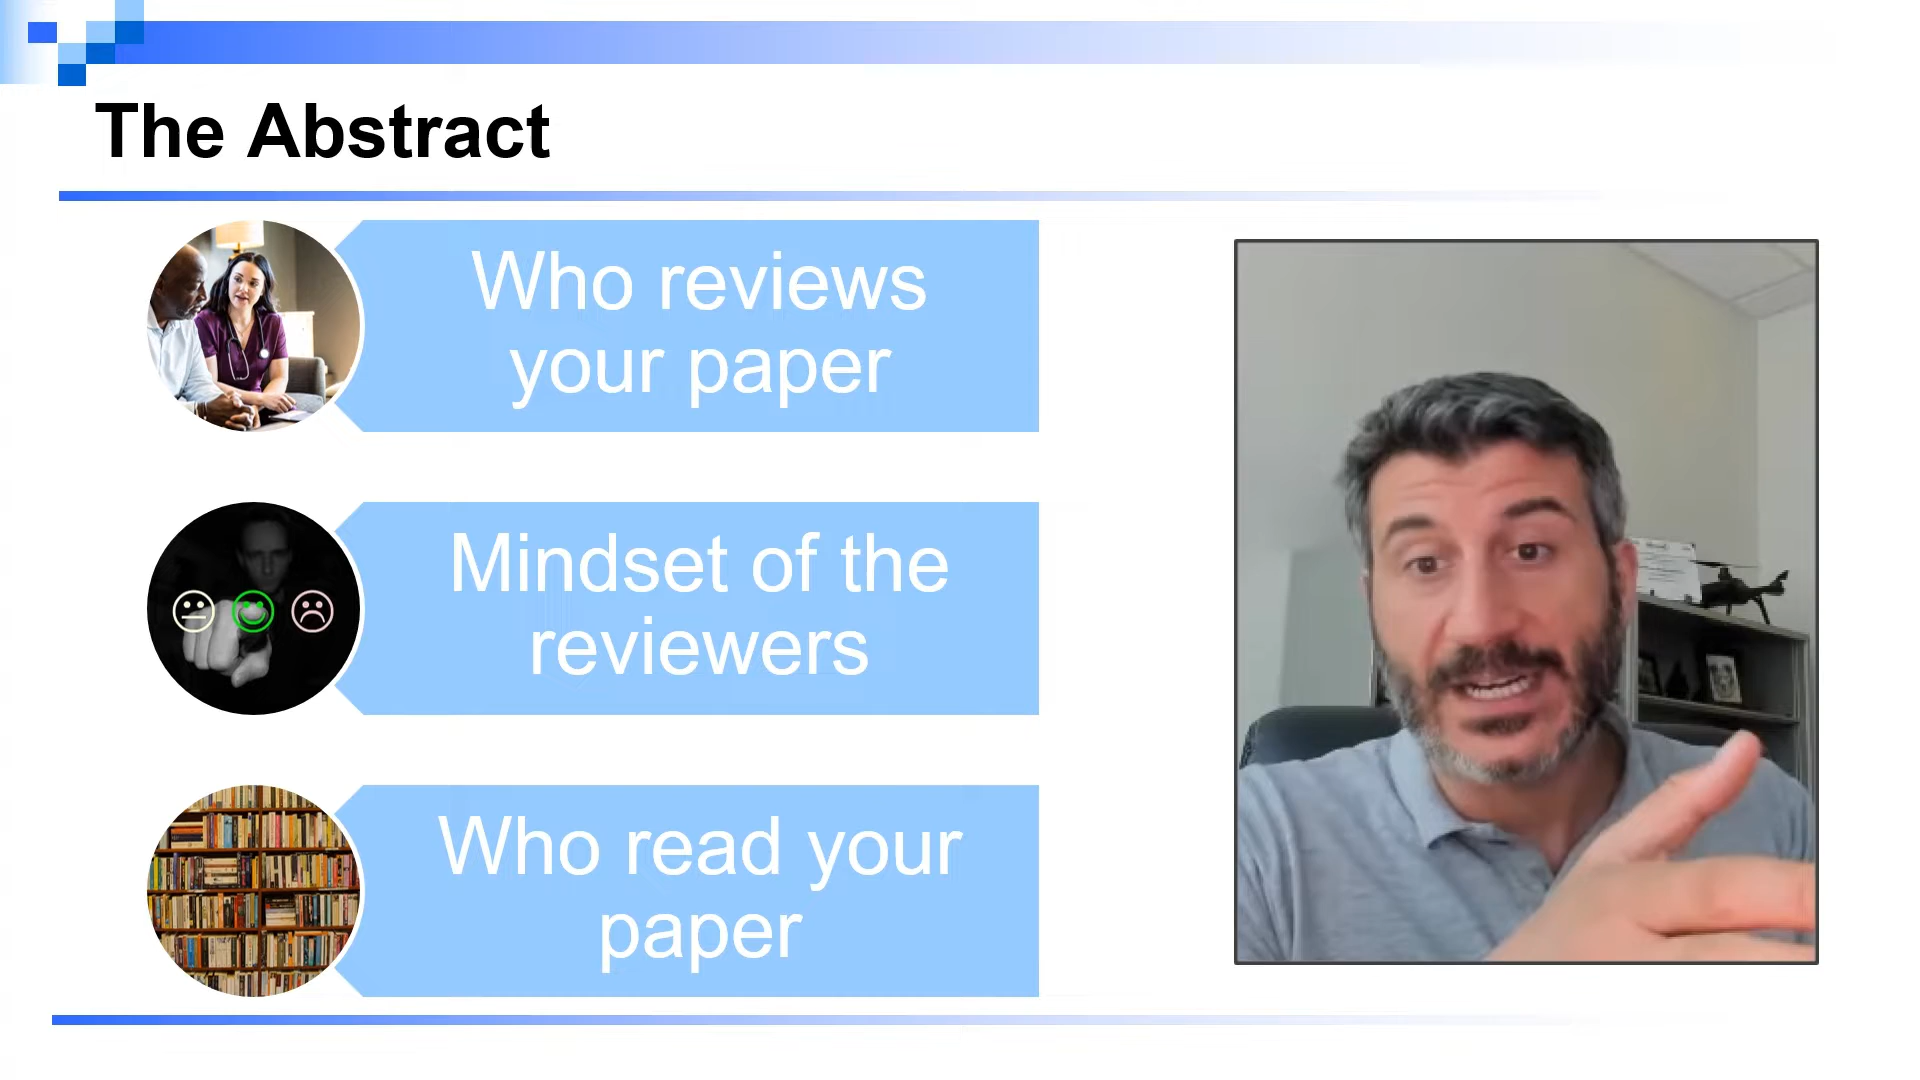 The Abstract
Who reviews
your paper
Mindset of the
reviewers
Who read your
paper